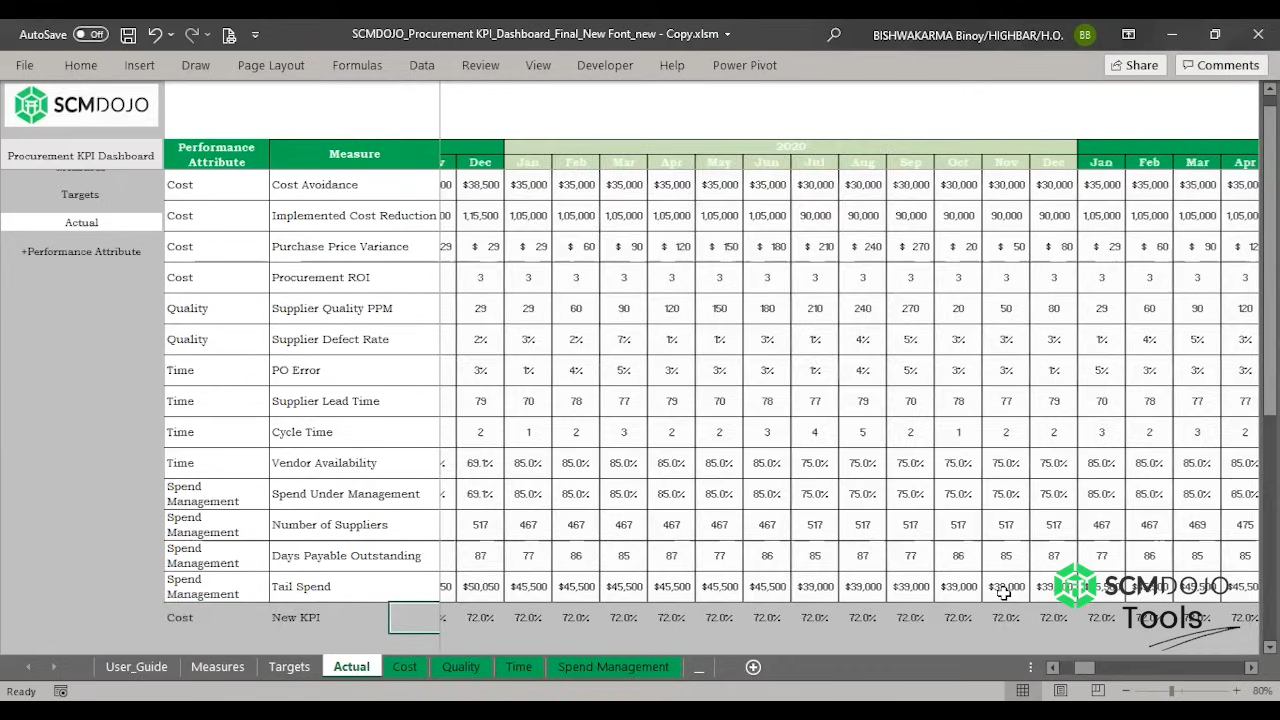 AutoSave Off SCMDOJO_Procurement KPI_Dashboard_Final_New Font_new - Copy.xlsm BISHWAKARMA Binoy/HIGHBAR/H.O. BB
File Home Insert Draw Page Layout Formulas Data Review View Developer Help Power Pivot Share Comments
SCMDOJO
Procurement KPI Dashboard
Targets
Actual
+Performance Attribute
2020
Performance Attribute Measure Dec Jan Feb Mar Apr May Jun Jul Aug Sep Oct Nov Dec Jan Feb Mar Apr
Cost Cost Avoidance 00 $38,500 $35,000 $35,000 $35,000 $35,000 $35,000 $35,000 $30,000 $30,000 $30,000 $30,000 $30,000 $30,000 $35,000 $35,000 $35,000 $35,00
Cost Implemented Cost Reduction 00 1,15,500 1,05,000 1,05,000 1,05,000 1,05,000 1,05,000 1,05,000 90,000 90,000 90,000 90,000 90,000 90,000 1,05,000 1,05,000 1,05,000 1,05,00
Cost Purchase Price Variance 29 $ 29 $ 29 $ 60 $ 90 $ 120 $ 150 $ 180 $ 210 $ 240 $ 270 $ 20 $ 50 $ 80 $ 29 $ 60 $ 90 $ 12
Cost Procurement ROI 3 3 3 3 3 3 3 3 3 3 3 3 3 3 3 3 3
Quality Supplier Quality PPM 29 29 60 90 120 150 180 210 240 270 20 50 80 29 60 90 120
Quality Supplier Defect Rate 2% 3% 2% 7% 1% 1% 3% 1% 4% 5% 3% 3% 3% 1% 4% 5% 3%
Time PO Error 3% 1% 4% 5% 3% 3% 3% 1% 4% 5% 3% 3% 1% 5% 3% 3% 3%
Time Supplier Lead Time 79 70 78 77 79 70 78 77 79 70 78 77 79 70 78 77 77
Time Cycle Time 2 1 2 3 2 2 3 4 5 2 1 2 2 3 2 3 2
Time Vendor Availability % 69.1% 85.0% 85.0% 85.0% 85.0% 85.0% 85.0% 75.0% 75.0% 75.0% 75.0% 75.0% 75.0% 85.0% 85.0% 85.0% 85.0%
Spend Management Spend Under Management % 69.1% 85.0% 85.0% 85.0% 85.0% 85.0% 85.0% 75.0% 75.0% 75.0% 75.0% 75.0% 75.0% 85.0% 85.0% 85.0% 85.0%
Spend Management Number of Suppliers 517 467 467 467 467 467 467 517 517 517 517 517 517 467 467 469 475
Spend Management Days Payable Outstanding 87 77 86 85 87 77 86 85 87 77 86 85 87 77 86 85 85
Spend Management Tail Spend 50 $50,050 $45,500 $45,500 $45,500 $45,500 $45,500 $45,500 $39,000 $39,000 $39,000 $39,000
Cost New KPI % 72.0% 72.0% 72.0% 72.0% 72.0% 72.0% 72.0% 72.0% 72.0% 72.0% 72.0% 72.0% 72.0%
SCMDOJO
Tools
User_Guide Measures Targets Actual Cost Quality Time Spend Management
Ready 80%